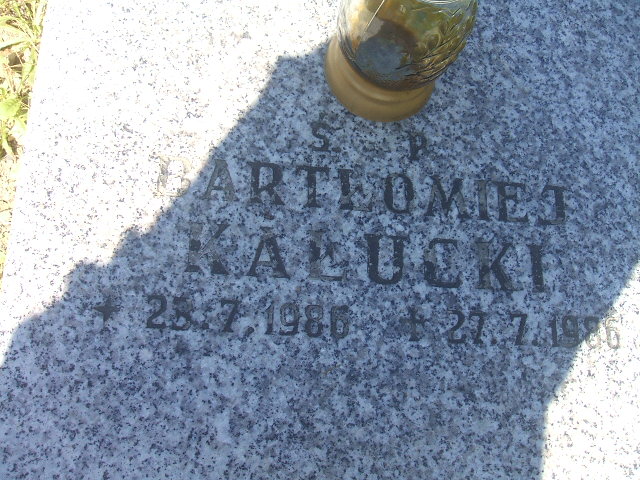 Ś. P.
BARTŁOMIEJ
KAŁUCKI
★ 25.7.1986 ✝ 27.7.1986